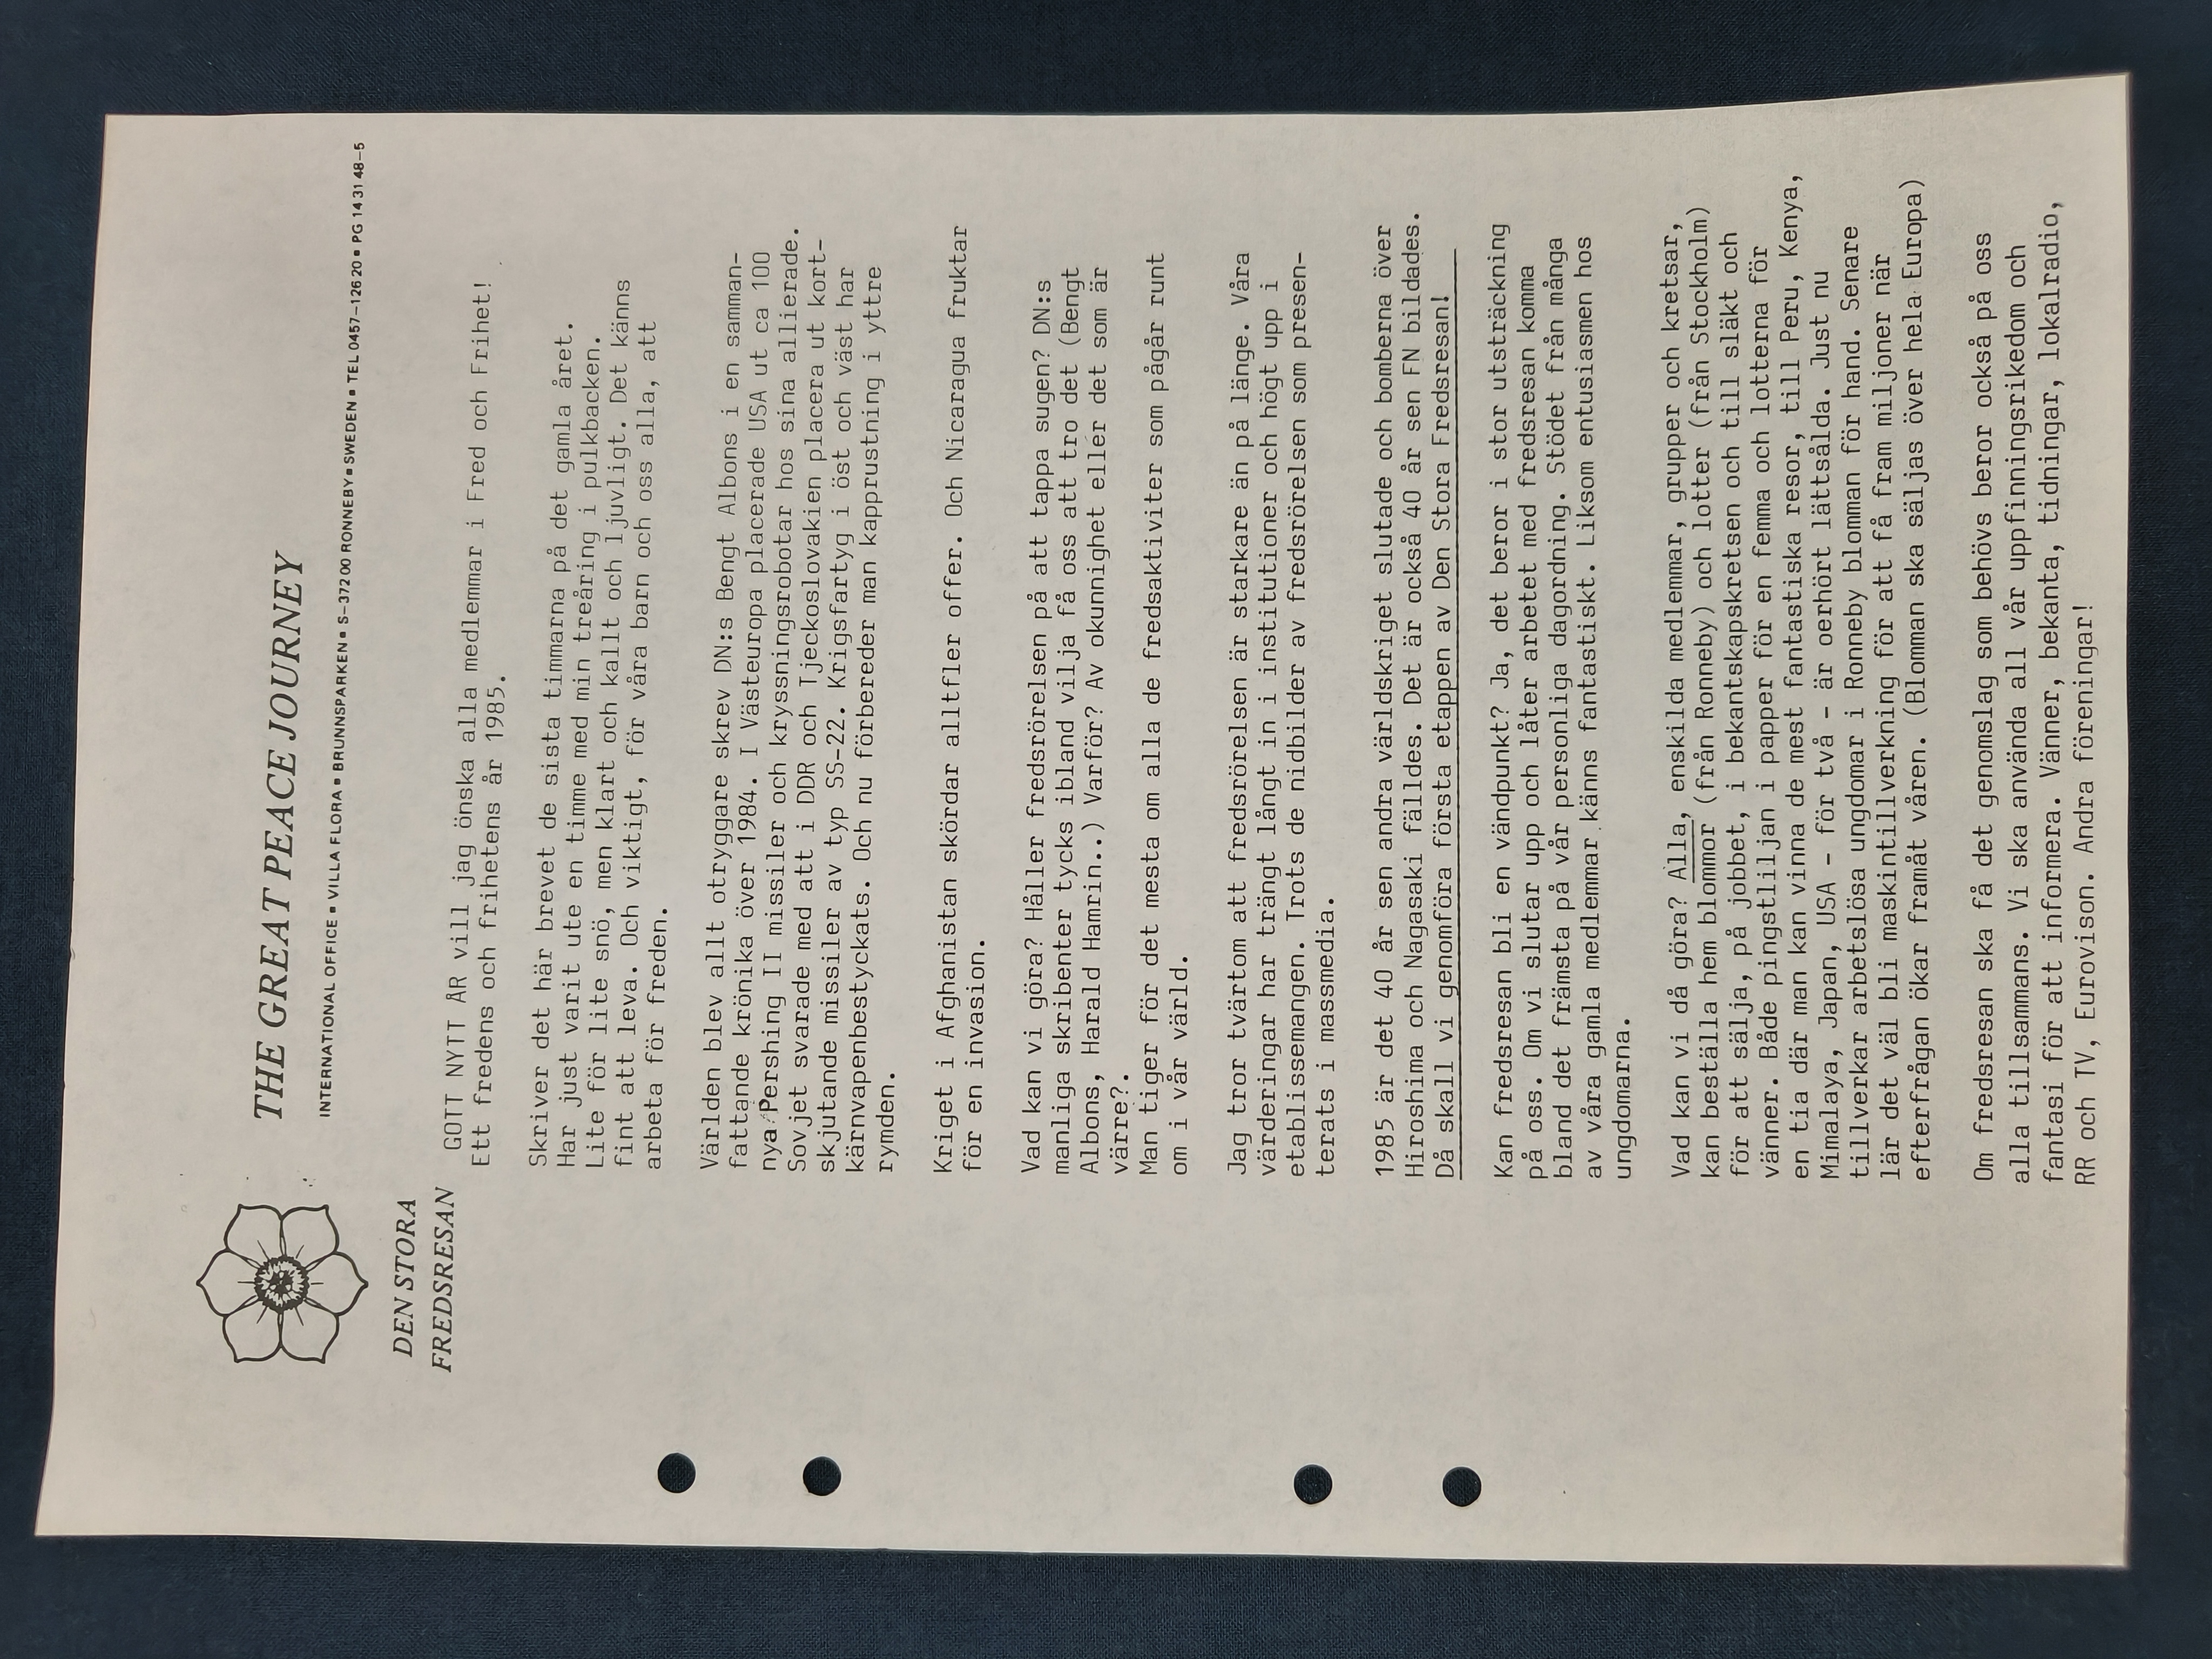 THE GREAT PEACE JOURNEY
INTERNATIONAL OFFICE ▪ VILLA FLORA ▪ BRUNNSPARKEN ▪ S-372 00 RONNEBY ▪ SWEDEN ▪ TEL 0457-126 20 ▪ PG 14 31 48-5
DEN STORA
FREDSRESAN
GOTT NYTT ÅR vill jag önska alla medlemmar i Fred och Frihet!
Ett fredens och frihetens år 1985.
Skriver det här brevet de sista timmarna på det gamla året.
Har just varit ute en timme med min treåring i pulkbacken.
Lite för lite snö, men klart och kallt och ljuvligt. Det känns
fint att leva. Och viktigt, för våra barn och oss alla, att
arbeta för freden.
Världen blev allt otryggare skrev DN:s Bengt Albons i en samman-
fattande krönika över 1984. I Västeuropa placerade USA ut ca 100
nya Pershing II missiler och kryssningsrobotar hos sina allierade.
Sovjet svarade med att i DDR och Tjeckoslovakien placera ut kort-
skjutande missiler av typ SS-22. Krigsfartyg i öst och väst har
kärnvapenbestyckats. Och nu förbereder man kapprustning i yttre
rymden.
Kriget i Afghanistan skördar alltfler offer. Och Nicaragua fruktar
för en invasion.
Vad kan vi göra? Håller fredsrörelsen på att tappa sugen? DN:s
manliga skribenter tycks ibland vilja få oss att tro det (Bengt
Albons, Harald Hamrin..) Varför? Av okunnighet eller det som är
värre?.
Man tiger för det mesta om alla de fredsaktiviter som pågår runt
om i vår värld.
Jag tror tvärtom att fredsrörelsen är starkare än på länge. Våra
värderingar har trängt långt in i institutioner och högt upp i
etablissemangen. Trots de nidbilder av fredsrörelsen som presen-
terats i massmedia.
1985 är det 40 år sen andra världskriget slutade och bomberna över
Hiroshima och Nagasaki fälldes. Det är också 40 år sen FN bildades.
Då skall vi genomföra första etappen av Den Stora Fredsresan!
Kan fredsresan bli en vändpunkt? Ja, det beror i stor utsträckning
på oss. Om vi slutar upp och låter arbetet med fredsresan komma
bland det främsta på vår personliga dagordning. Stödet från många
av våra gamla medlemmar känns fantastiskt. Liksom entusiasmen hos
ungdomarna.
Vad kan vi då göra? Alla, enskilda medlemmar, grupper och kretsar,
kan beställa hem blommor (från Ronneby) och lotter (från Stockholm)
för att sälja, på jobbet, i bekantskapskretsen och till släkt och
vänner. Både pingstliljan i papper för en femma och lotterna för
en tia där man kan vinna de mest fantastiska resor, till Peru, Kenya,
Mimalaya, Japan, USA - för två - är oerhört lättsålda. Just nu
tillverkar arbetslösa ungdomar i Ronneby blomman för hand. Senare
lär det väl bli maskintillverkning för att få fram miljoner när
efterfrågan ökar framåt våren. (Blomman ska säljas över hela Europa)
Om fredsresan ska få det genomslag som behövs beror också på oss
alla tillsammans. Vi ska använda all vår uppfinningsrikedom och
fantasi för att informera. Vänner, bekanta, tidningar, lokalradio,
RR och TV, Eurovison. Andra föreningar!